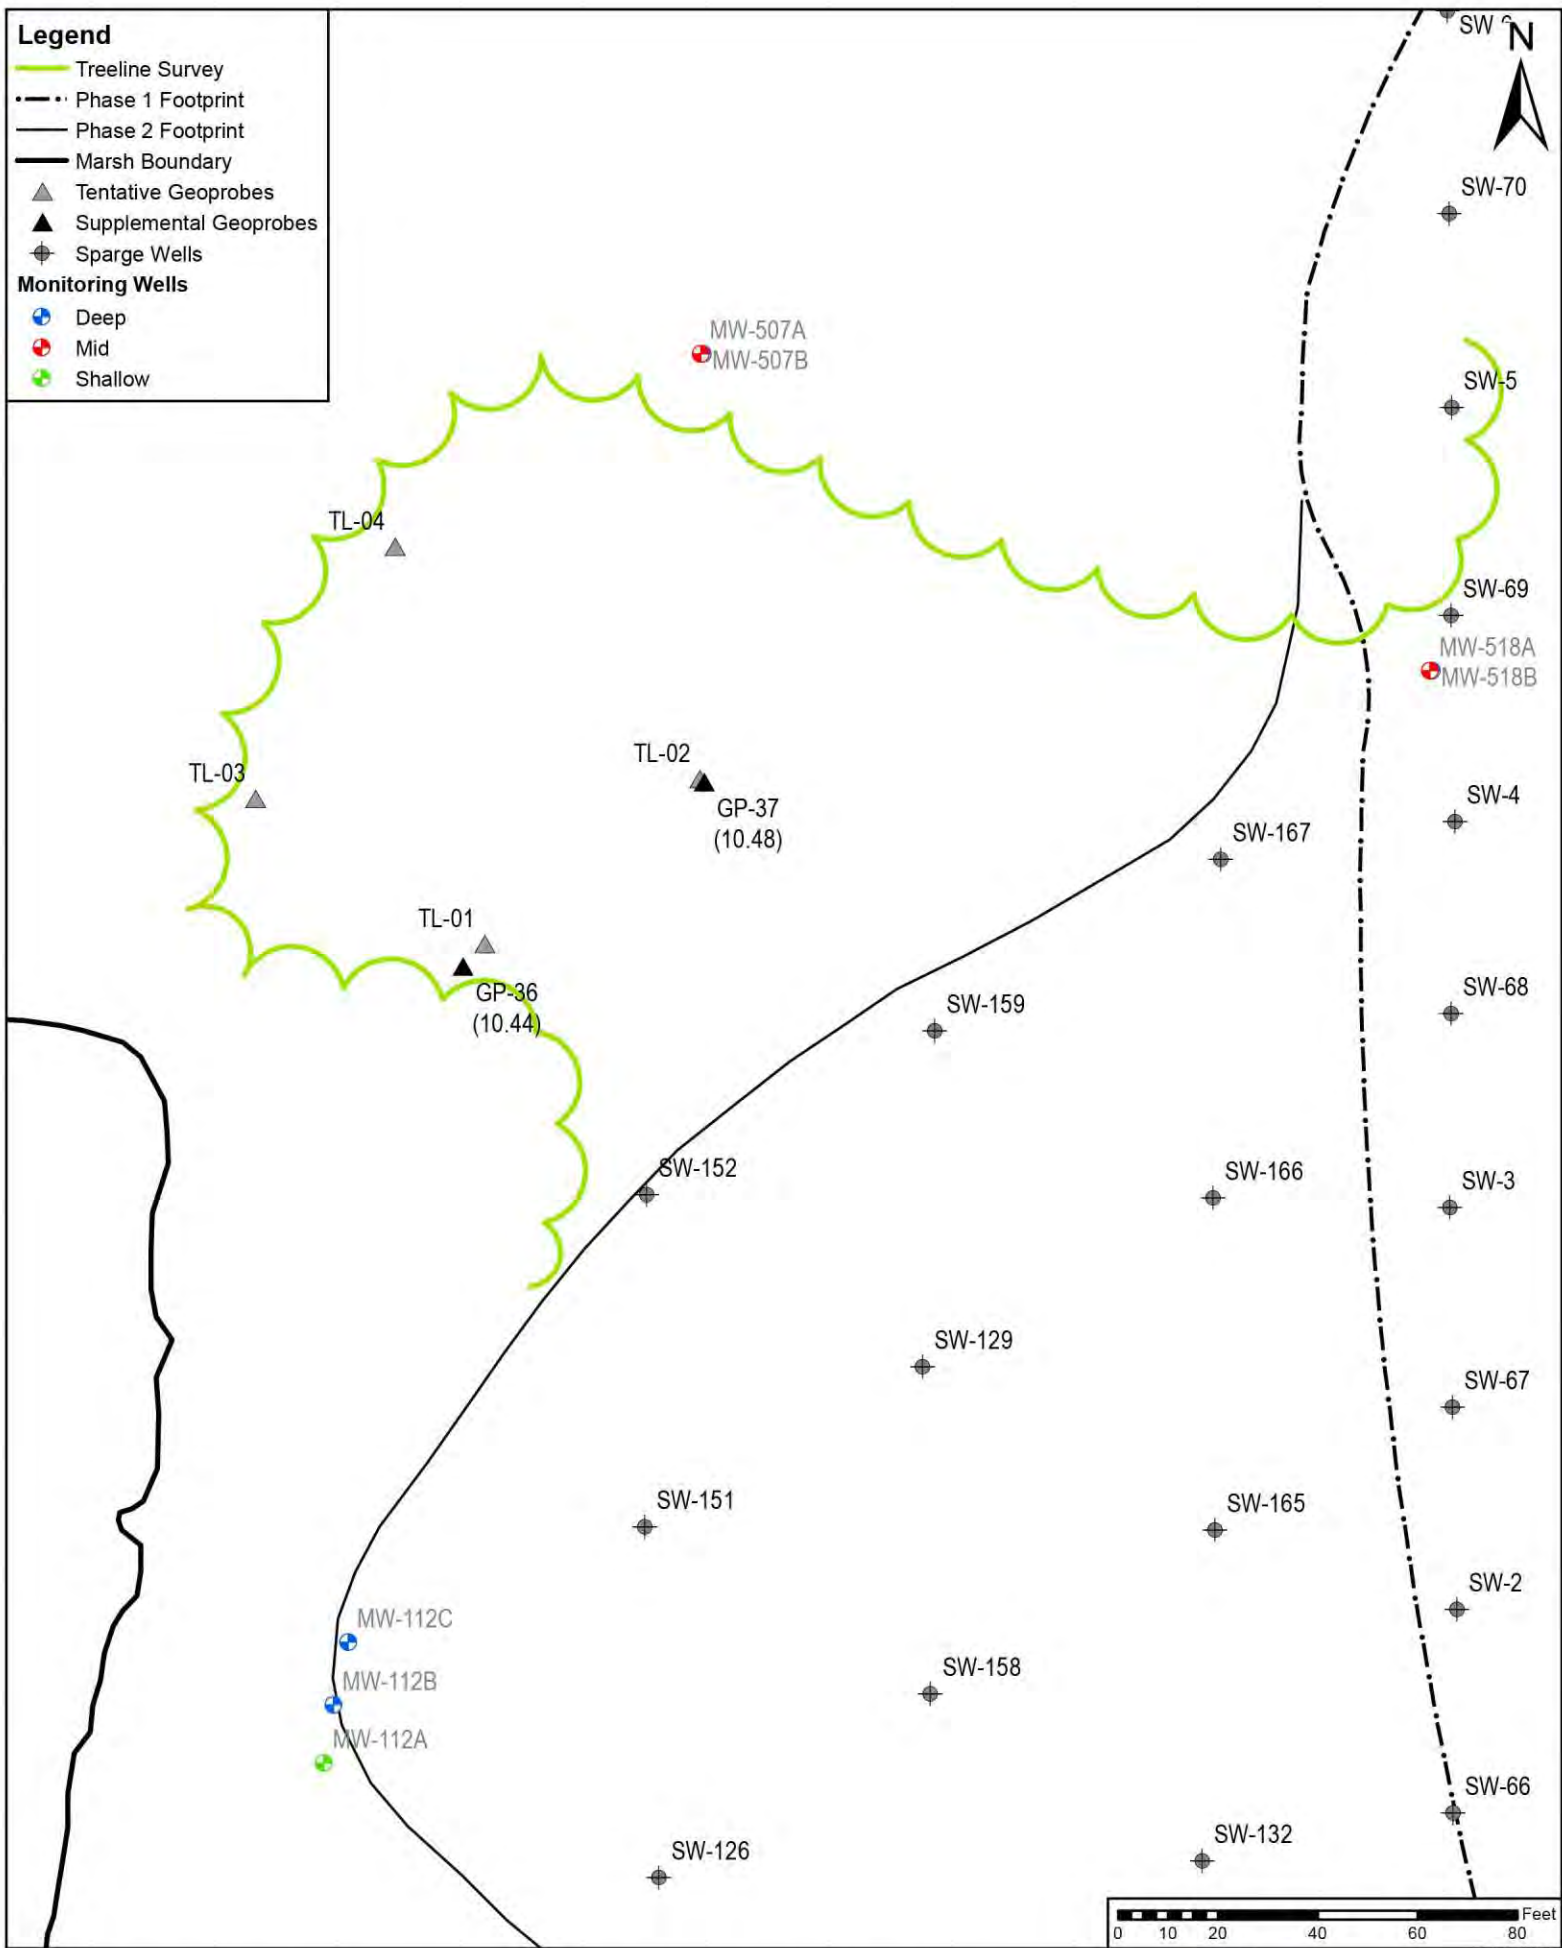 Legend
Treeline Survey
Phase 1 Footprint
Phase 2 Footprint
Marsh Boundary
Tentative Geoprobes
Supplemental Geoprobes
Sparge Wells
Monitoring Wells
Deep
Mid
Shallow
SW
N
SW-70
MW-507A
MW-507B
SW-5
TL-04
SW-69
MW-518A
MW-518B
TL-02
TL-03
GP-37
(10.48)
SW-4
SW-167
TL-01
GP-36
(10.44)
SW-68
SW-159
SW-152
SW-166
SW-3
SW-129
SW-67
SW-151
SW-165
SW-2
MW-112C
SW-158
MW-112B
MW-112A
SW-66
SW-132
SW-126
Feet
0 10 20 40 60 80